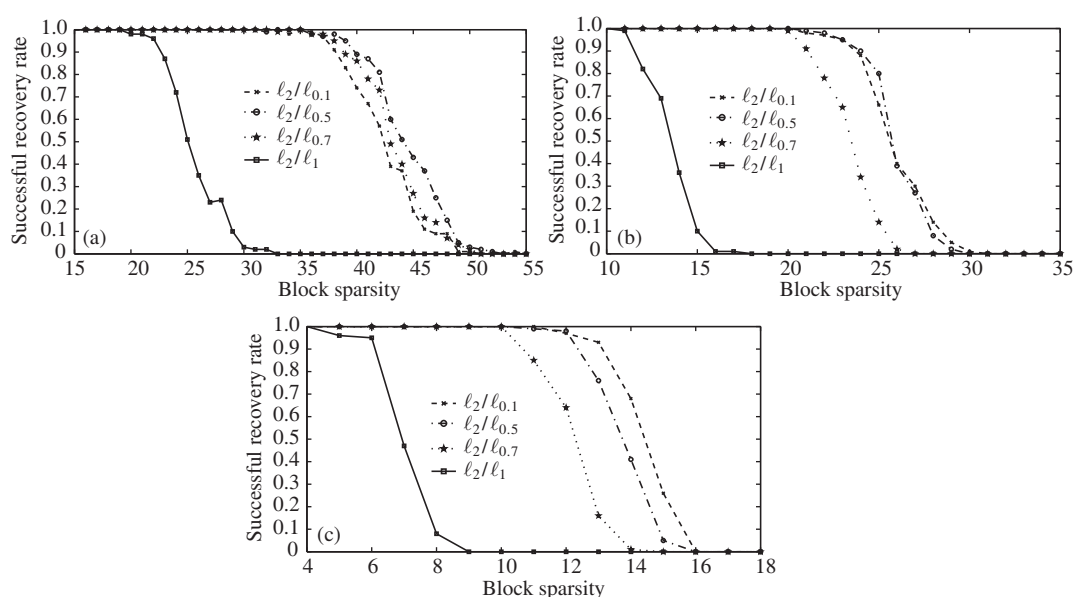 1.0
0.9
0.8
0.7
0.6
0.5
0.4
0.3
0.2
0.1
0
Successful recovery rate
ℓ2/ℓ0.1
ℓ2/ℓ0.5
ℓ2/ℓ0.7
ℓ2/ℓ1
(a)
15 20 25 30 35 40 45 50 55
Block sparsity
1.0
0.9
0.8
0.7
0.6
0.5
0.4
0.3
0.2
0.1
0
Successful recovery rate
ℓ2/ℓ0.1
ℓ2/ℓ0.5
ℓ2/ℓ0.7
ℓ2/ℓ1
(b)
10 15 20 25 30 35
Block sparsity
1.0
0.9
0.8
0.7
0.6
0.5
0.4
0.3
0.2
0.1
0
Successful recovery rate
ℓ2/ℓ0.1
ℓ2/ℓ0.5
ℓ2/ℓ0.7
ℓ2/ℓ1
(c)
4 6 8 10 12 14 16 18
Block sparsity